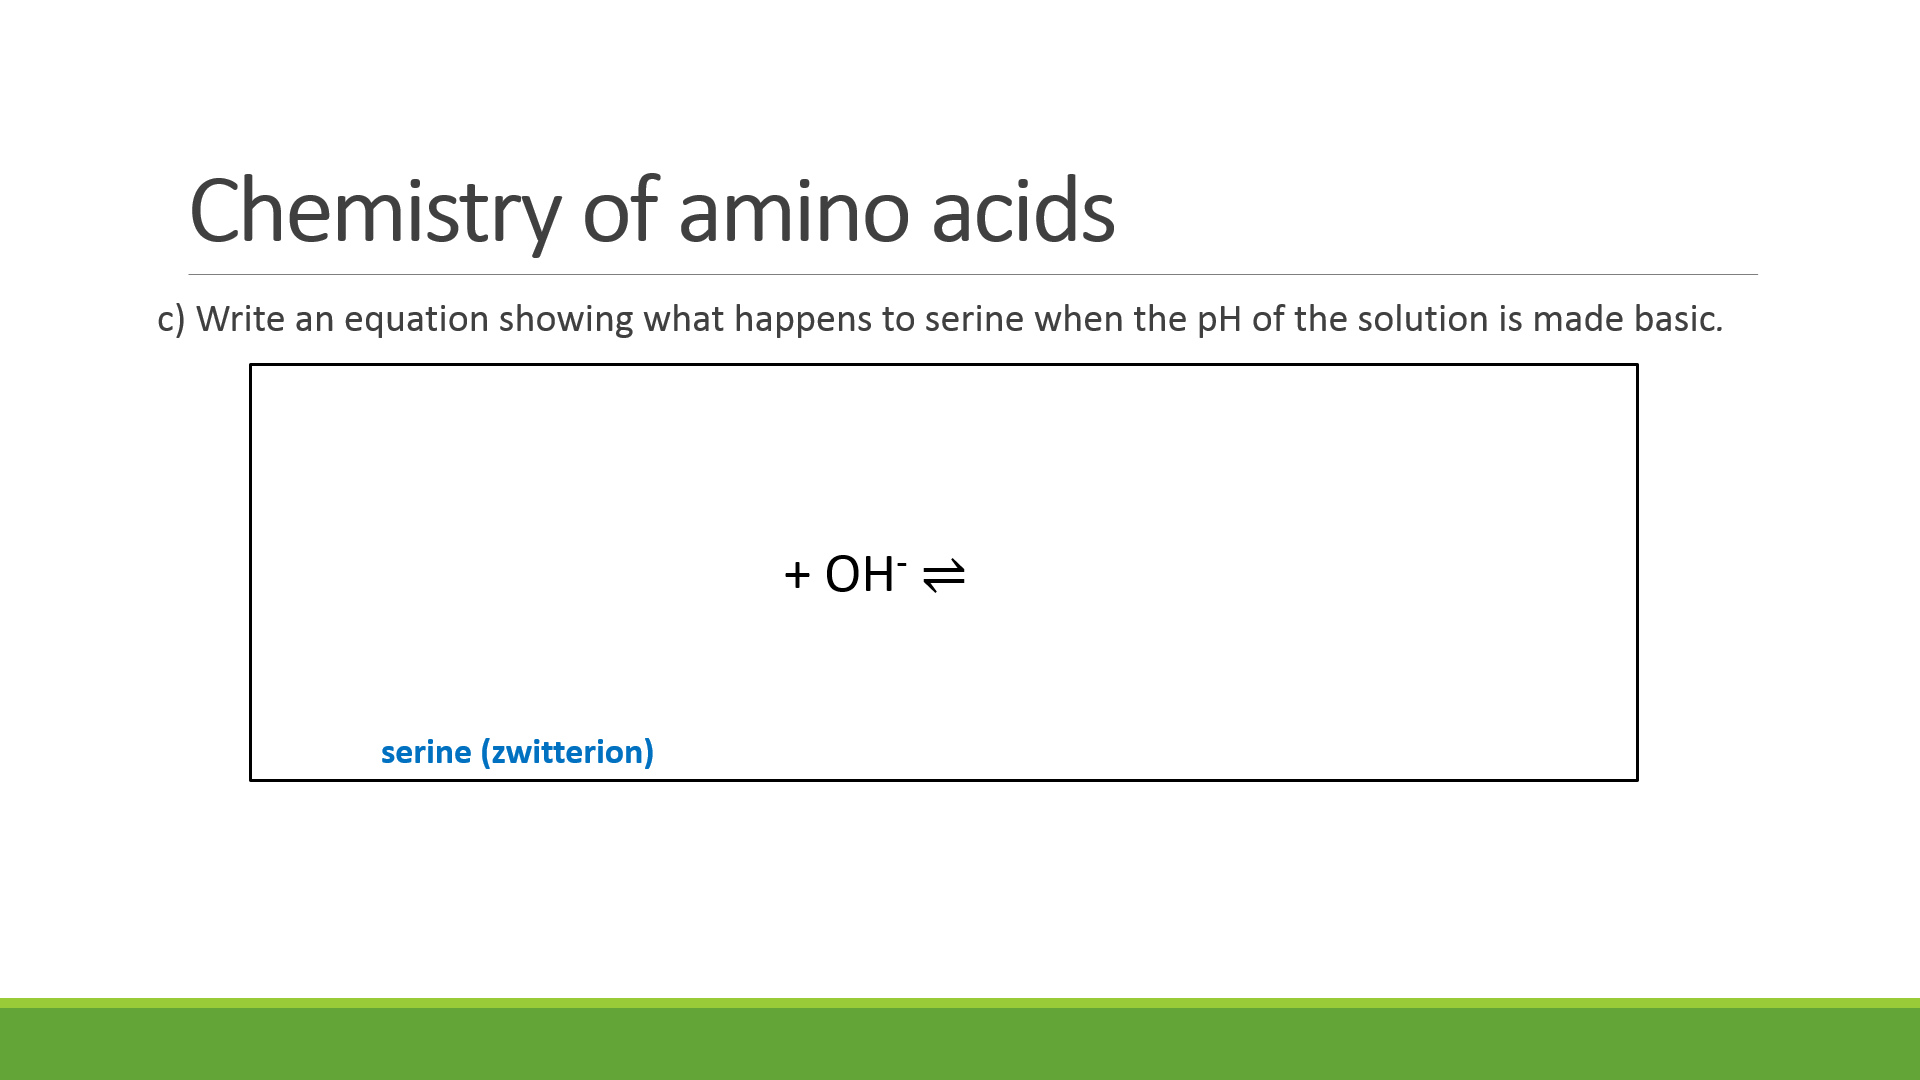 Chemistry of amino acids
c) Write an equation showing what happens to serine when the pH of the solution is made basic.
+ OH⁻ ⇌
serine (zwitterion)